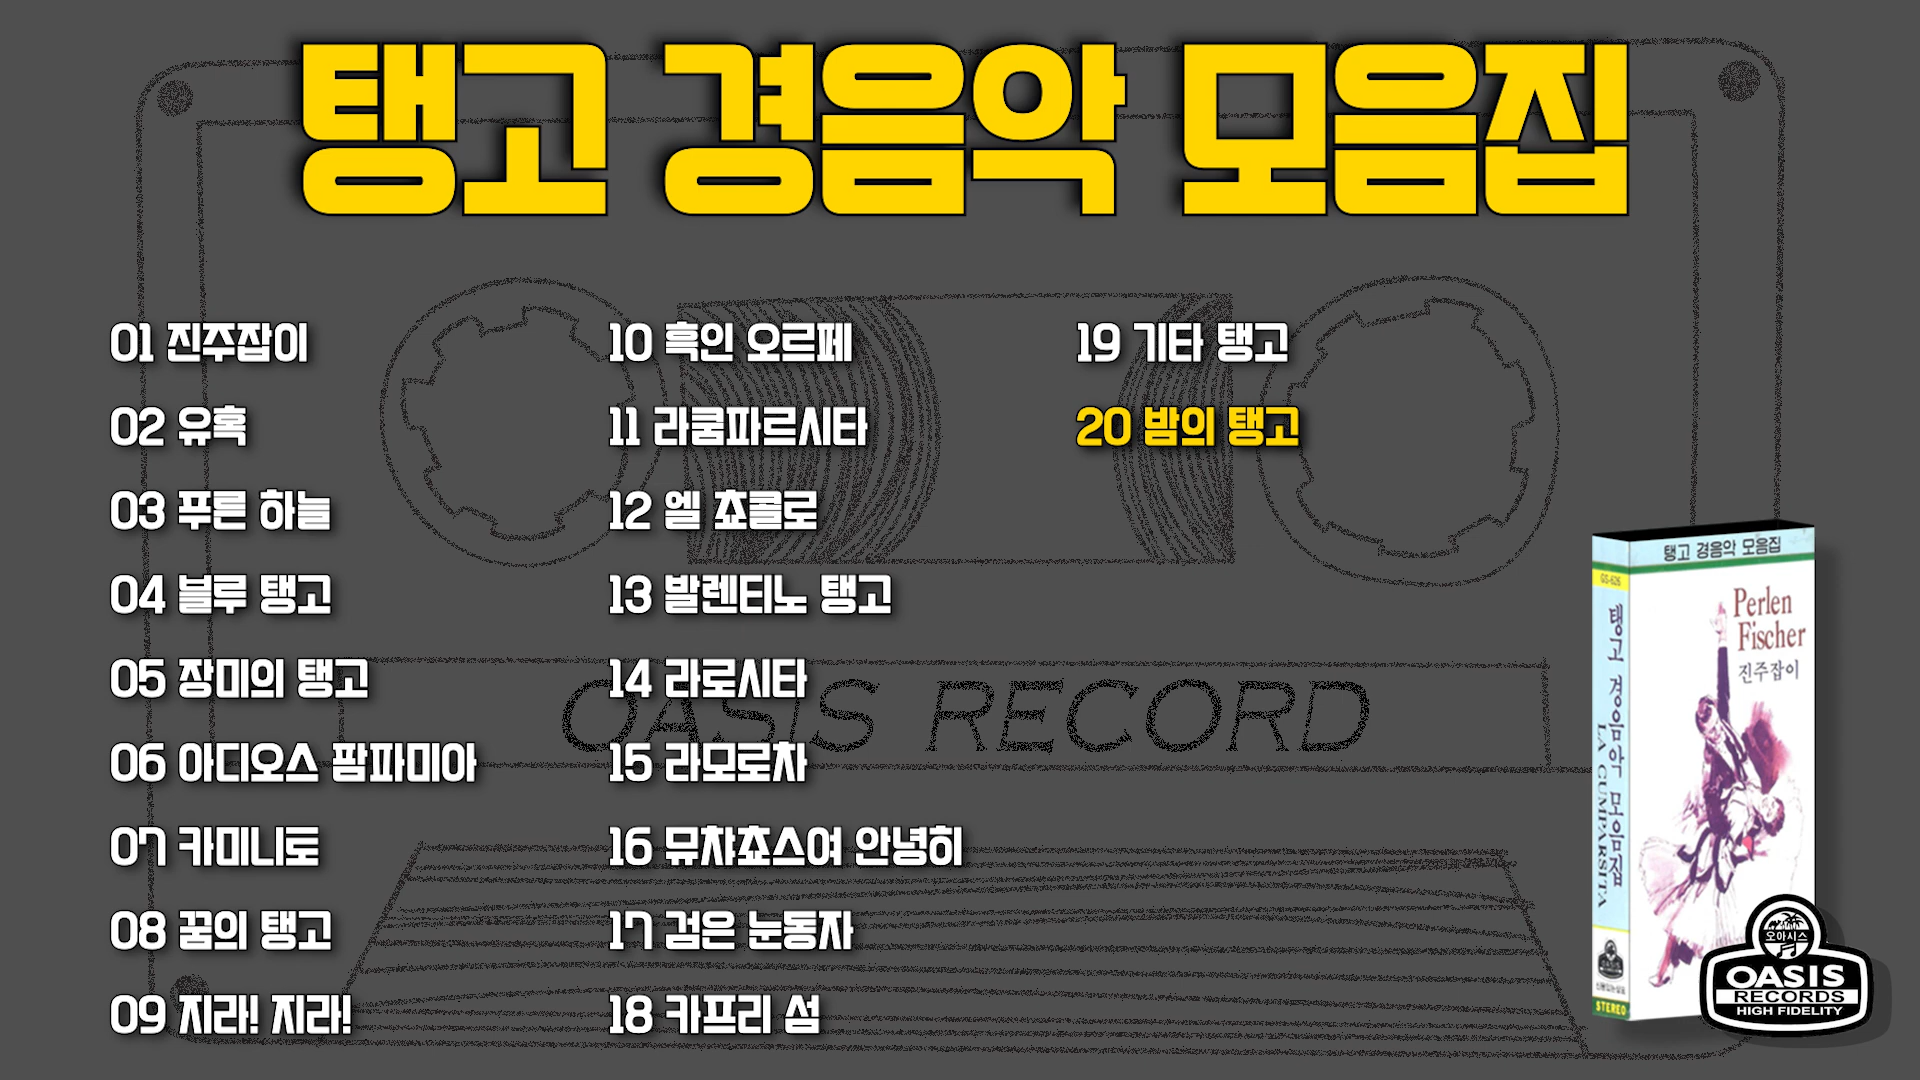 탱고 경음악 모음집
01 진주잡이
02 유혹
03 푸른 하늘
04 블루 탱고
05 장미의 탱고
06 아디오스 팜파미아
07 카미니토
08 꿈의 탱고
09 지라! 지라!
10 흑인 오르페
11 라쿰파르시타
12 엘 쵸콜로
13 발렌티노 탱고
14 라로시타
15 라모로차
16 뮤챠쵸스여 안녕히
17 검은 눈동자
18 카프리 섬
19 기타 탱고
20 밤의 탱고
OASIS RECORD
탱고 경음악 모음집
GG-626
탱고 경음악 모음집
LA CUMPARSITA
STEREO
Perlen
Fischer
진주잡이
오아시스
OASIS
RECORDS
HIGH FIDELITY